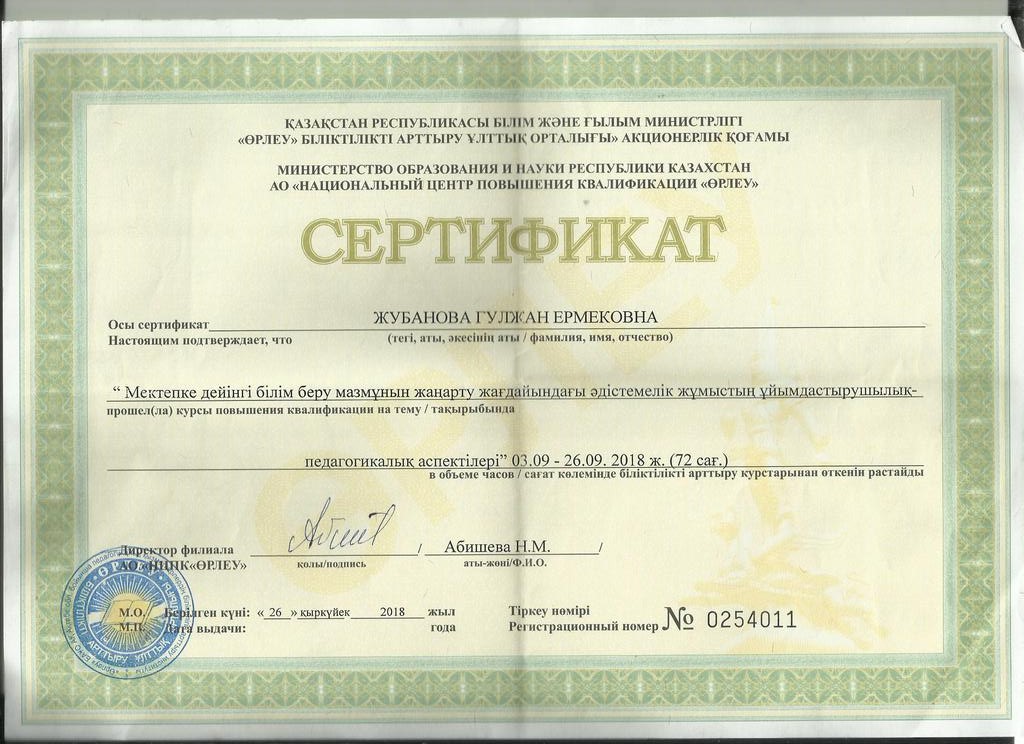 ҚАЗАҚСТАН РЕСПУБЛИКАСЫ БІЛІМ ЖӘНЕ ҒЫЛЫМ МИНИСТРЛІГІ
«ӨРЛЕУ» БІЛІКТІЛІКТІ АРТТЫРУ ҰЛТТЫҚ ОРТАЛЫҒЫ» АКЦИОНЕРЛІК ҚОҒАМЫ
МИНИСТЕРСТВО ОБРАЗОВАНИЯ И НАУКИ РЕСПУБЛИКИ КАЗАХСТАН
АО «НАЦИОНАЛЬНЫЙ ЦЕНТР ПОВЫШЕНИЯ КВАЛИФИКАЦИИ «ӨРЛЕУ»
СЕРТИФИКАТ
Осы сертификат ЖУБАНОВА ГУЛЖАН ЕРМЕКОВНА
Настоящим подтверждает, что (тегі, аты, әкесінің аты / фамилия, имя, отчество)
“ Мектепке дейінгі білім беру мазмұнын жаңарту жағдайындағы әдістемелік жұмыстың ұйымдастырушылық-
прошел(ла) курсы повышения квалификации на тему / тақырыбында
педагогикалық аспектілері” 03.09 - 26.09. 2018 ж. (72 сағ.)
в объеме часов / сағат көлемінде біліктілікті арттыру курстарынан өткенін растайды
Директор филиала / Абишева Н.М. /
АО «НЦПК«ӨРЛЕУ» қолы/подпись аты-жөні/Ф.И.О.
М.О. Берілген күні: « 26 » қыркүйек 2018 жыл Тіркеу нөмірі
М.П. Дата выдачи: года Регистрационный номер № 0254011
ӨРЛЕУ
АРТТЫРУ ҰЛТТЫҚ